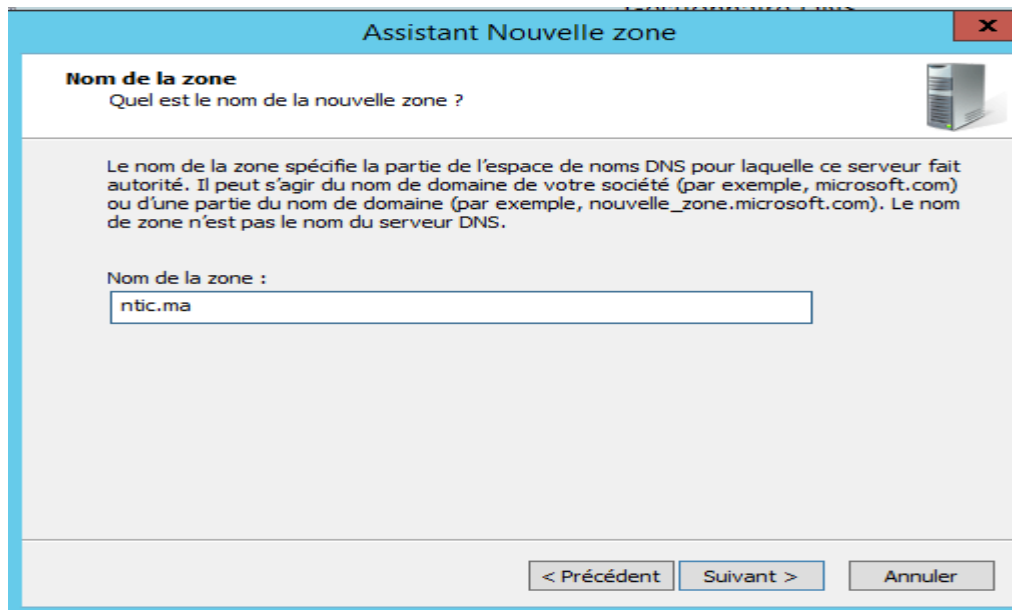 Assistant Nouvelle zone
x
Nom de la zone
Quel est le nom de la nouvelle zone ?
Le nom de la zone spécifie la partie de l'espace de noms DNS pour laquelle ce serveur fait
autorité. Il peut s'agir du nom de domaine de votre société (par exemple, microsoft.com)
ou d'une partie du nom de domaine (par exemple, nouvelle_zone.microsoft.com). Le nom
de zone n'est pas le nom du serveur DNS.
Nom de la zone :
ntic.ma
< Précédent
Suivant >
Annuler